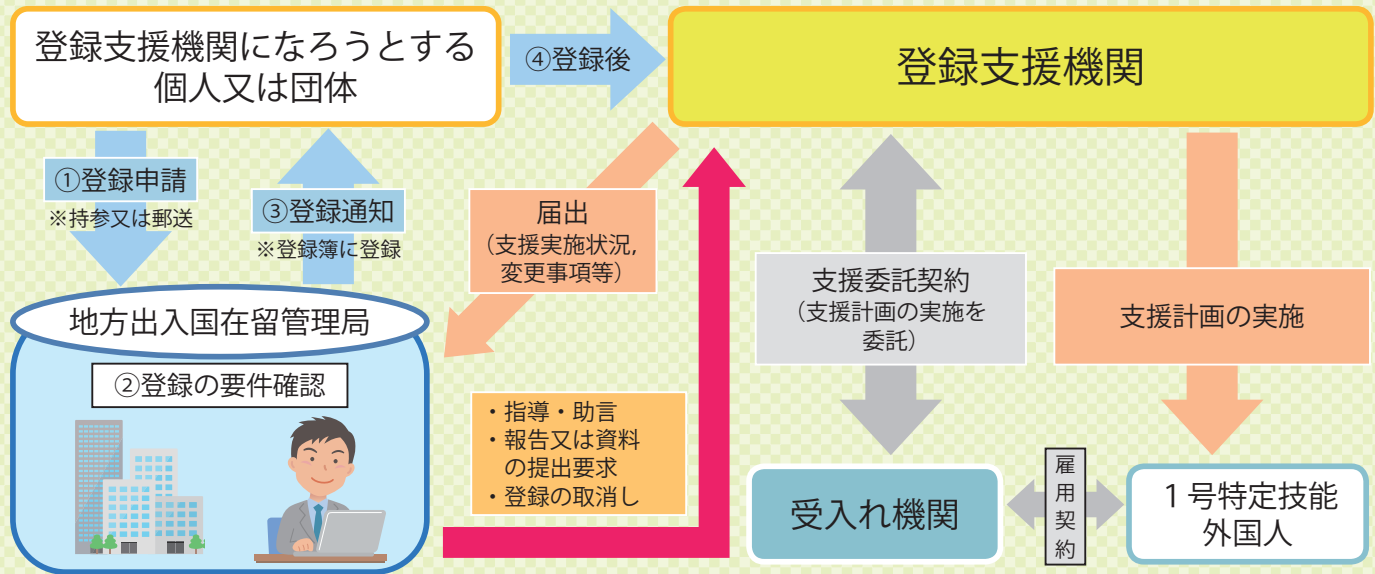 登録支援機関になろうとする
個人又は団体
④登録後
登録支援機関
①登録申請
※持参又は郵送
③登録通知
※登録簿に登録
届出
（支援実施状況,
変更事項等）
支援委託契約
（支援計画の実施を
委託）
支援計画の実施
地方出入国在留管理局
②登録の要件確認
・指導・助言
・報告又は資料
の提出要求
・登録の取消し
受入れ機関
雇用契約
1号特定技能
外国人